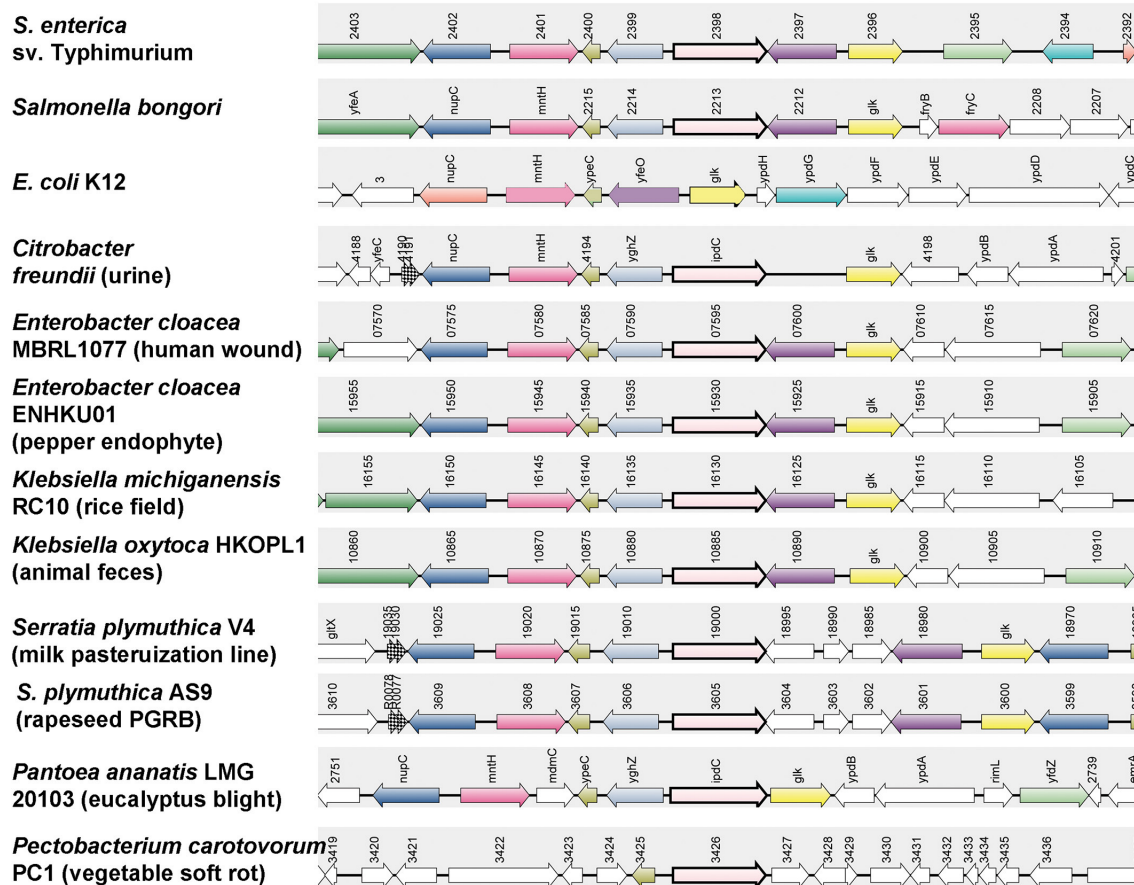 S. enterica
sv. Typhimurium
2403 2402 2401 2400 2399 2398 2397 2396 2395 2394 2392
Salmonella bongori
yfeA nupC mntH 2215 2214 2213 2212 glk fryB fryC 2208 2207
E. coli K12
3 nupC mntH ypeC yfeO glk ypdH ypdG ypdF ypdE ypdD ypdC
Citrobacter
freundii (urine)
4188 yfeC 4190 4191 nupC mntH 4194 yghZ ipdC glk 4198 ypdB ypdA 4201
Enterobacter cloacea
MBRL1077 (human wound)
07570 07575 07580 07585 07590 07595 07600 glk 07610 07615 07620
Enterobacter cloacea
ENHKU01
(pepper endophyte)
15955 15950 15945 15940 15935 15930 15925 glk 15915 15910 15905
Klebsiella michiganensis
RC10 (rice field)
16155 16150 16145 16140 16135 16130 16125 glk 16115 16110 16105
Klebsiella oxytoca HKOPL1
(animal feces)
10860 10865 10870 10875 10880 10885 10890 glk 10900 10905 10910
Serratia plymuthica V4
(milk pasteruization line)
gltX 19035 19030 19025 19020 19015 19010 19000 18995 18990 18985 18980 glk 18970
S. plymuthica AS9
(rapeseed PGRB)
3610 R0078 R0077 3609 3608 3607 3606 3605 3604 3603 3602 3601 3600 3599
Pantoea ananatis LMG
20103 (eucalyptus blight)
2751 nupC mntH mdmC ypeC yghZ ipdC glk ypdB ypdA rimL yfdZ 2739 emrA
Pectobacterium carotovorum
PC1 (vegetable soft rot)
3419 3420 3421 3422 3423 3424 3425 3426 3427 3428 3429 3430 3431 3432 3433 3434 3435 3436